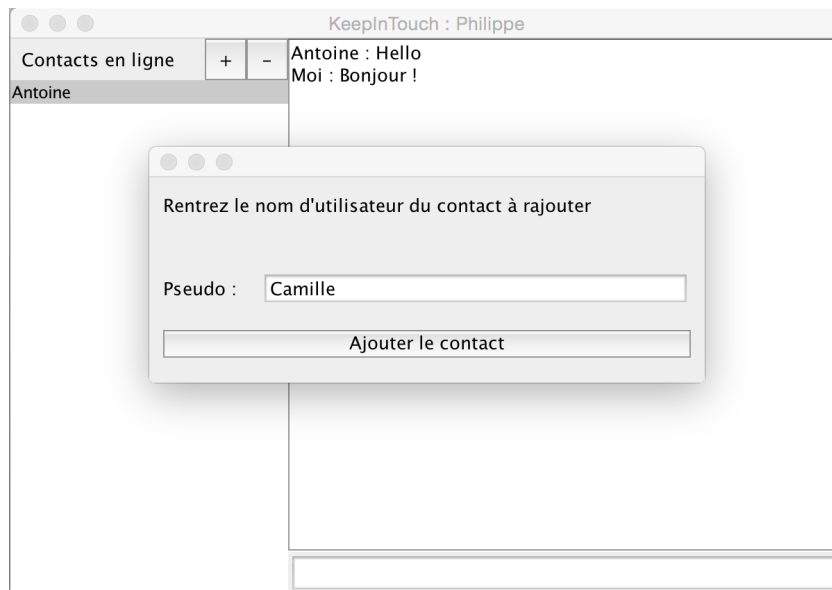 KeepInTouch : Philippe
Contacts en ligne + -
Antoine
Antoine : Hello
Moi : Bonjour !
Rentrez le nom d'utilisateur du contact à rajouter
Pseudo : Camille
Ajouter le contact